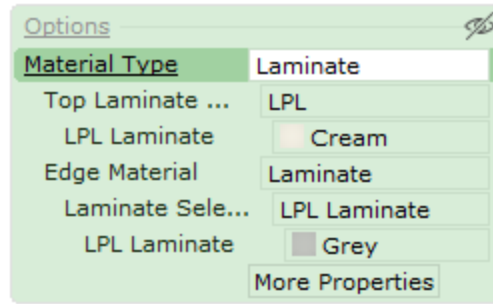 Options
Material Type Laminate
Top Laminate ... LPL
LPL Laminate Cream
Edge Material Laminate
Laminate Sele... LPL Laminate
LPL Laminate Grey
More Properties